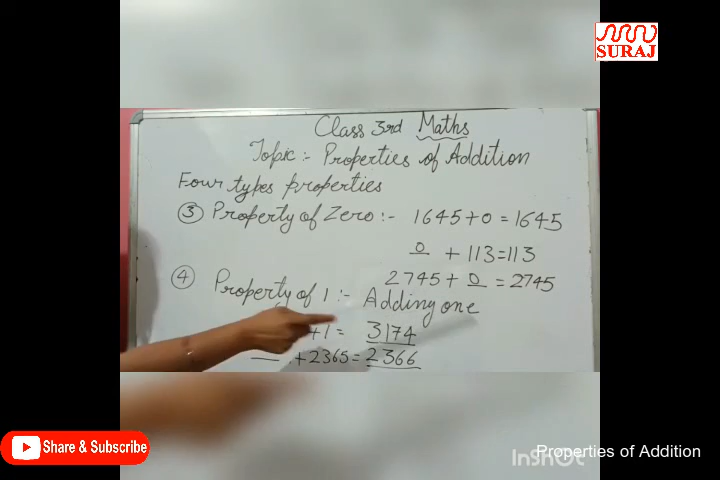 SURAJ
Class 3rd Maths
Topic:- Properties of Addition
Four types properties
③ Property of Zero :- 1645+0=1645
0 + 113=113
2745+ 0 = 2745
④ Property of 1 :- Adding one
+1= 3174
+2365=2366
Share & Subscribe
Properties of Addition
InShOt